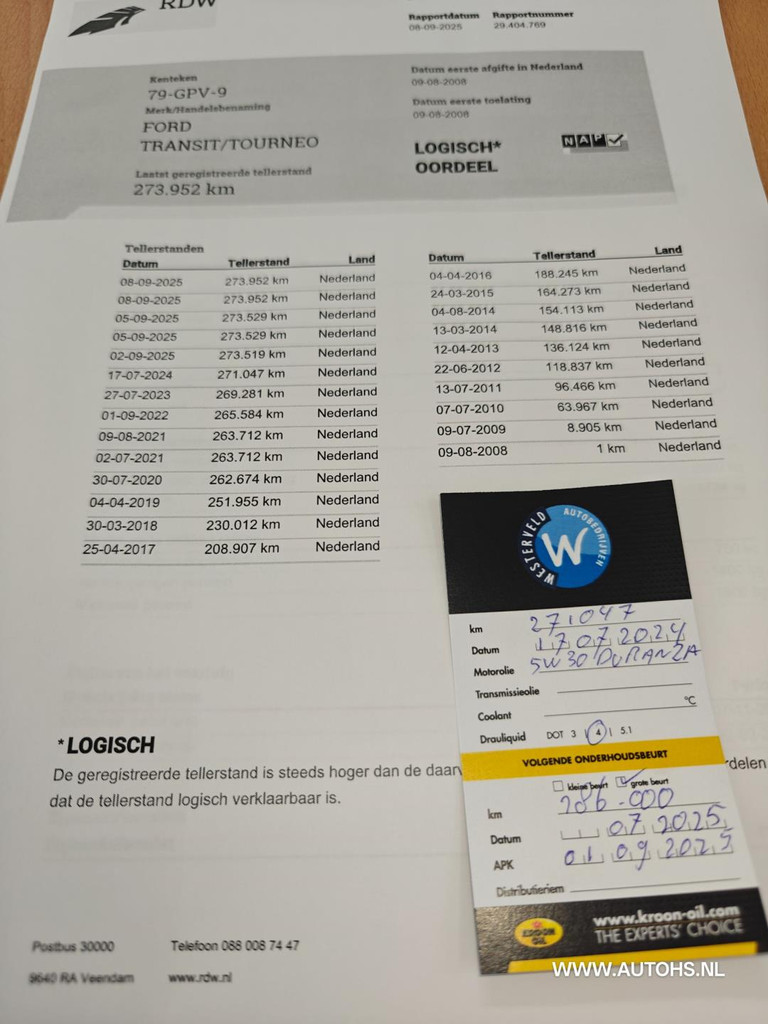 RDW
Rapportdatum Rapportnummer
08-09-2025 29.404.769
Renteken
79-GPV-9
Merk/Handelsbenaming
FORD
TRANSIT/TOURNEO
Laatst geregistreerde tellerstand
273.952 km
Datum eerste afgifte in Nederland
09-08-2008
Datum eerste toelating
09-08-2008
LOGISCH*
OORDEEL
NAP
Tellerstanden
Datum Tellerstand Land
08-09-2025 273.952 km Nederland
08-09-2025 273.952 km Nederland
05-09-2025 273.529 km Nederland
05-09-2025 273.529 km Nederland
02-09-2025 273.519 km Nederland
17-07-2024 271.047 km Nederland
27-07-2023 269.281 km Nederland
01-09-2022 265.584 km Nederland
09-08-2021 263.712 km Nederland
02-07-2021 263.712 km Nederland
30-07-2020 262.674 km Nederland
04-04-2019 251.955 km Nederland
30-03-2018 230.012 km Nederland
25-04-2017 208.907 km Nederland
Datum Tellerstand Land
04-04-2016 188.245 km Nederland
24-03-2015 164.273 km Nederland
04-08-2014 154.113 km Nederland
13-03-2014 148.816 km Nederland
12-04-2013 136.124 km Nederland
22-06-2012 118.837 km Nederland
13-07-2011 96.466 km Nederland
07-07-2010 63.967 km Nederland
09-07-2009 8.905 km Nederland
09-08-2008 1 km Nederland
WESTERVELD AUTOBEDRIJVEN
W
km 271047
Datum 17 07 2024
Motorolie 5W30 DURANZA
Transmissieolie
Coolant °C
Drauliquid DOT 3 | 4 | 5.1
VOLGENDE ONDERHOUDSBEURT
kleine beurt grote beurt
km 286-000
Datum 07 2025
APK 01 09 2025
Distributieriem
KROON OIL
www.kroon-oil.com
THE EXPERTS' CHOICE
*LOGISCH
De geregistreerde tellerstand is steeds hoger dan de daarv rdelen
dat de tellerstand logisch verklaarbaar is.
Postbus 30000 Telefoon 088 008 74 47
9640 RA Veendam www.rdw.nl
WWW.AUTOHS.NL